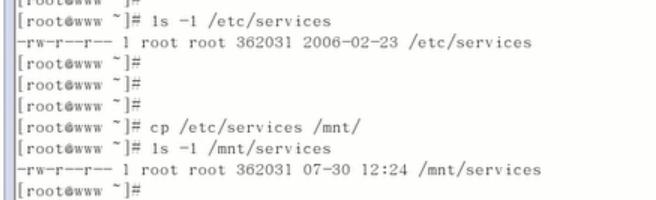 [root@www ~]#
[root@www ~]# ls -l /etc/services
-rw-r--r-- 1 root root 362031 2006-02-23 /etc/services
[root@www ~]#
[root@www ~]#
[root@www ~]#
[root@www ~]# cp /etc/services /mnt/
[root@www ~]# ls -l /mnt/services
-rw-r--r-- 1 root root 362031 07-30 12:24 /mnt/services
[root@www ~]#